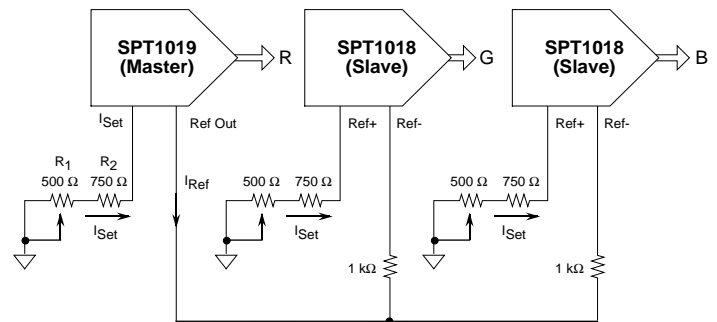 SPT1019
(Master)
R
SPT1018
(Slave)
G
SPT1018
(Slave)
B
ISet
Ref Out
Ref+
Ref-
Ref+
Ref-
R1
R2
500 Ω
750 Ω
ISet
IRef
500 Ω
750 Ω
ISet
500 Ω
750 Ω
ISet
1 kΩ
1 kΩ